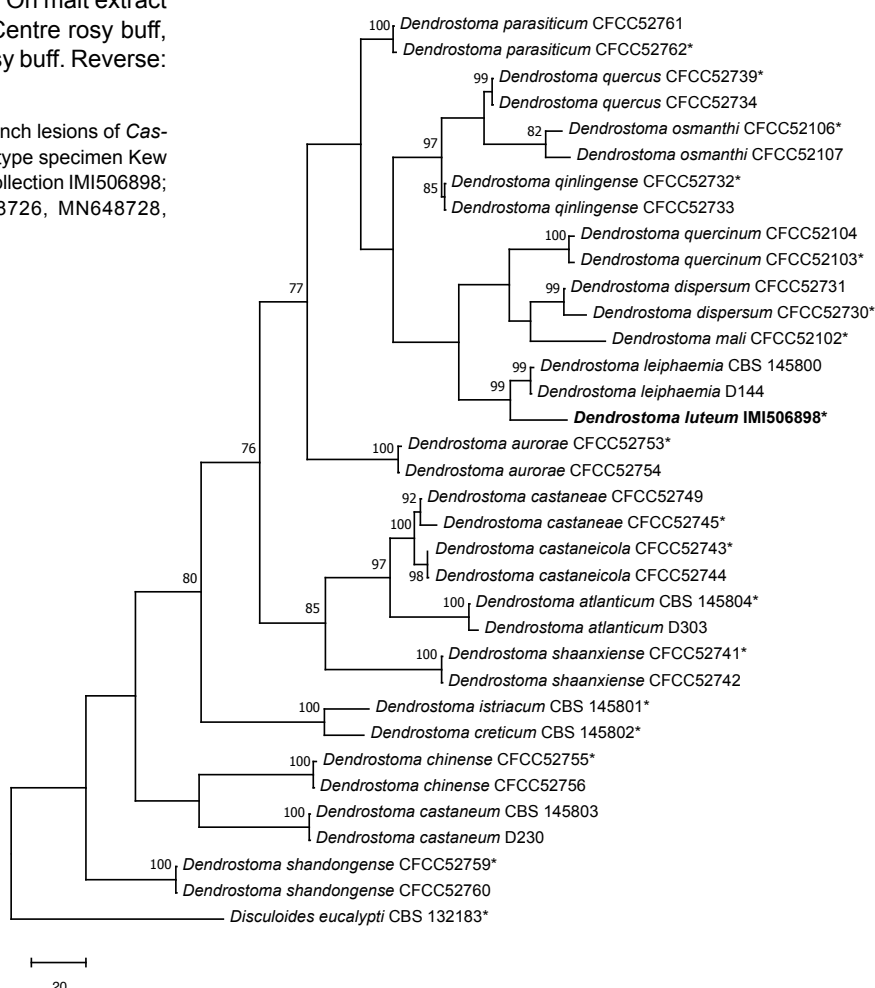 On malt extract
Centre rosy buff,
sy buff. Reverse:
nch lesions of Cas-
type specimen Kew
ollection IMI506898;
8726, MN648728,
100 Dendrostoma parasiticum CFCC52761
Dendrostoma parasiticum CFCC52762*
99 Dendrostoma quercus CFCC52739*
Dendrostoma quercus CFCC52734
82 Dendrostoma osmanthi CFCC52106*
Dendrostoma osmanthi CFCC52107
97
85 Dendrostoma qinlingense CFCC52732*
Dendrostoma qinlingense CFCC52733
100 Dendrostoma quercinum CFCC52104
Dendrostoma quercinum CFCC52103*
77
99 Dendrostoma dispersum CFCC52731
Dendrostoma dispersum CFCC52730*
Dendrostoma mali CFCC52102*
99 Dendrostoma leiphaemia CBS 145800
99
Dendrostoma leiphaemia D144
Dendrostoma luteum IMI506898*
76
100 Dendrostoma aurorae CFCC52753*
Dendrostoma aurorae CFCC52754
92 Dendrostoma castaneae CFCC52749
100 Dendrostoma castaneae CFCC52745*
Dendrostoma castaneicola CFCC52743*
97
98 Dendrostoma castaneicola CFCC52744
80
100 Dendrostoma atlanticum CBS 145804*
85
Dendrostoma atlanticum D303
100 Dendrostoma shaanxiense CFCC52741*
Dendrostoma shaanxiense CFCC52742
100 Dendrostoma istriacum CBS 145801*
Dendrostoma creticum CBS 145802*
100 Dendrostoma chinense CFCC52755*
Dendrostoma chinense CFCC52756
100 Dendrostoma castaneum CBS 145803
Dendrostoma castaneum D230
100 Dendrostoma shandongense CFCC52759*
Dendrostoma shandongense CFCC52760
Disculoides eucalypti CBS 132183*
20